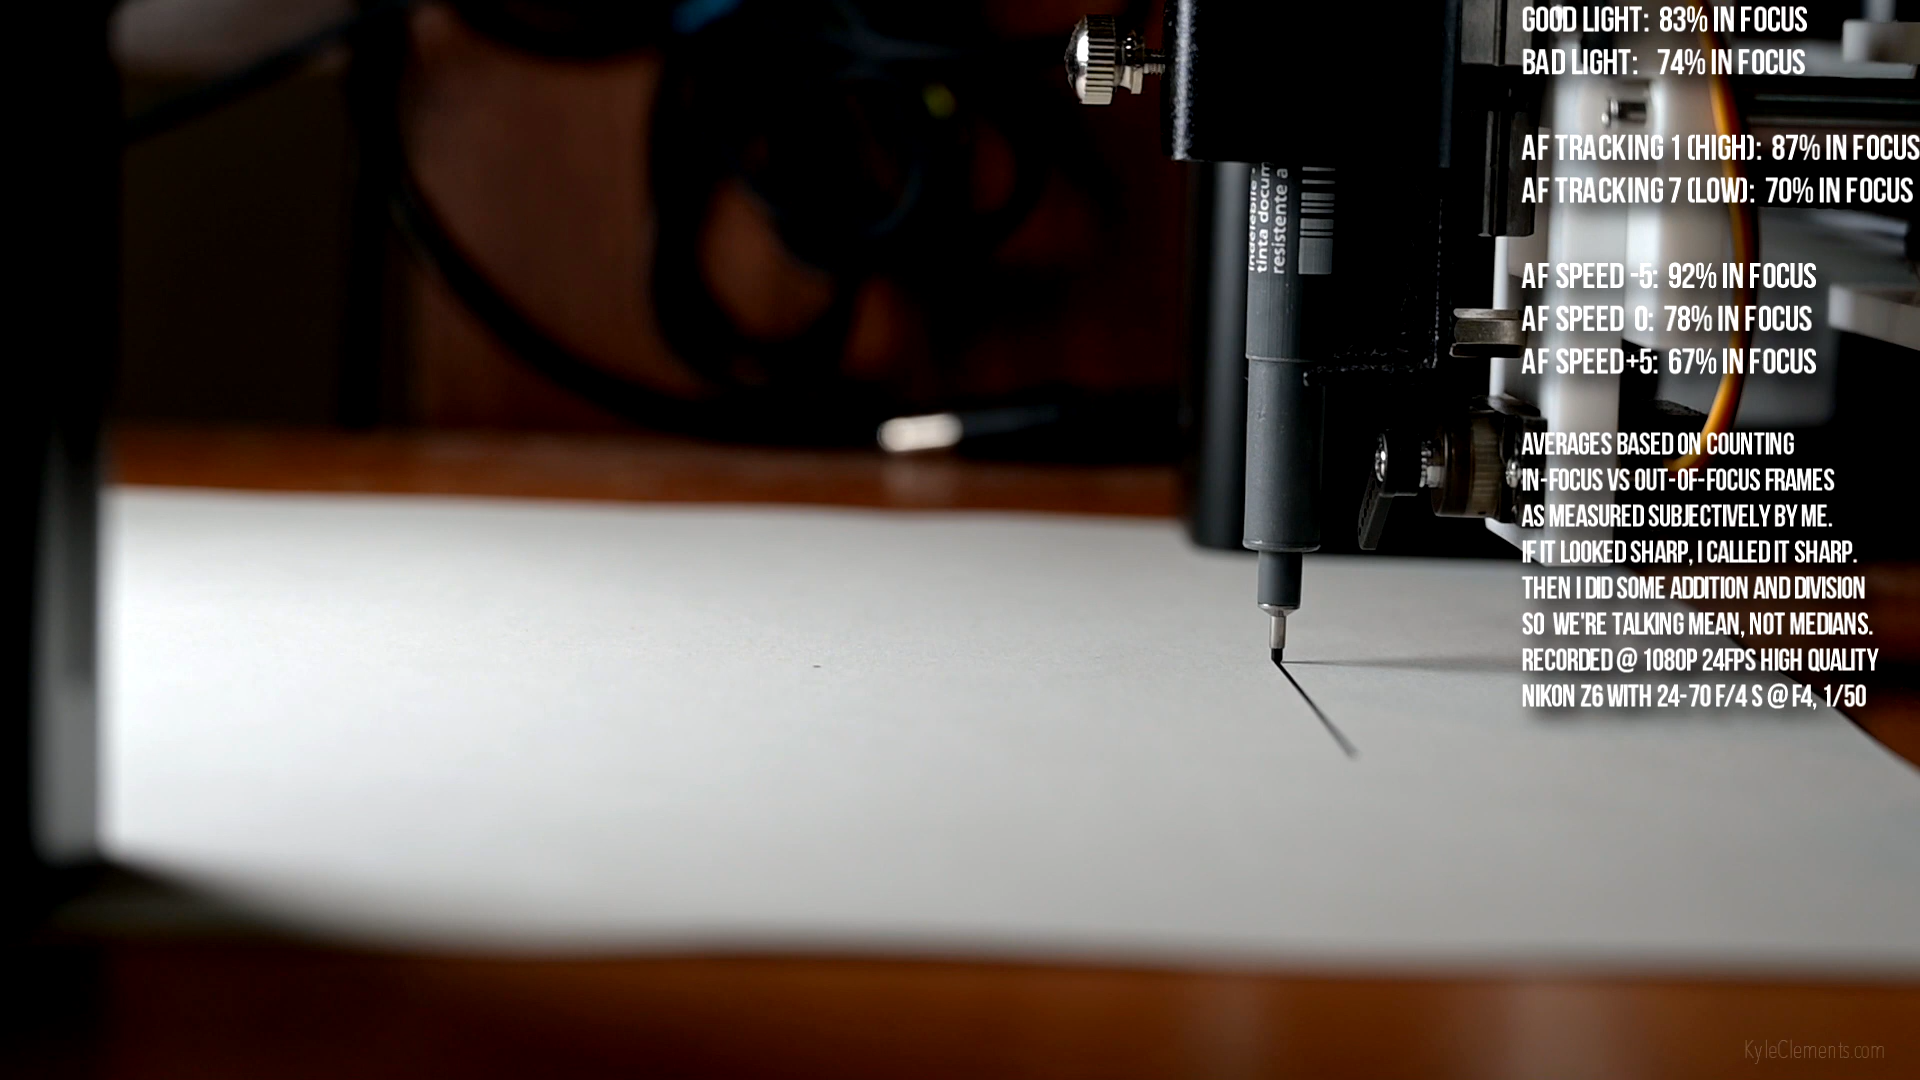 GOOD LIGHT: 83% IN FOCUS
BAD LIGHT: 74% IN FOCUS
AF TRACKING 1 (HIGH): 87% IN FOCUS
AF TRACKING 7 (LOW): 70% IN FOCUS
AF SPEED -5: 92% IN FOCUS
AF SPEED 0: 78% IN FOCUS
AF SPEED+5: 67% IN FOCUS
AVERAGES BASED ON COUNTING
IN-FOCUS VS OUT-OF-FOCUS FRAMES
AS MEASURED SUBJECTIVELY BY ME.
IF IT LOOKED SHARP, I CALLED IT SHARP.
THEN I DID SOME ADDITION AND DIVISION
SO WE'RE TALKING MEAN, NOT MEDIANS.
RECORDED @ 1080P 24FPS HIGH QUALITY
NIKON Z6 WITH 24-70 F/4 S @ F4, 1/50
tinta docum
resistente a
KyleClements.com